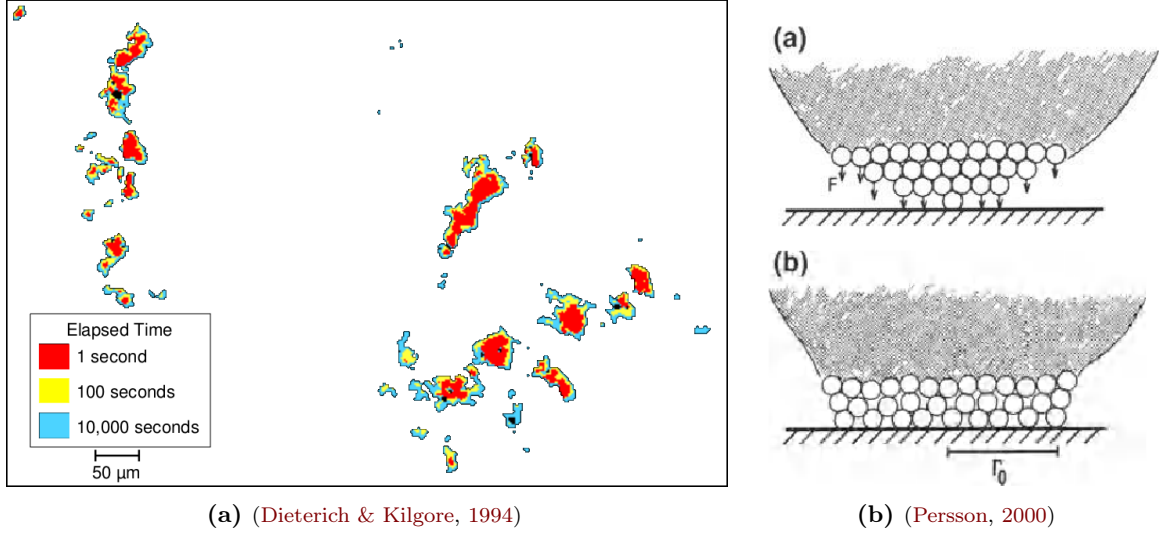 Elapsed Time
1 second
100 seconds
10,000 seconds
50 µm
(a) (Dieterich & Kilgore, 1994)
(a)
F
(b)
r₀
(b) (Persson, 2000)